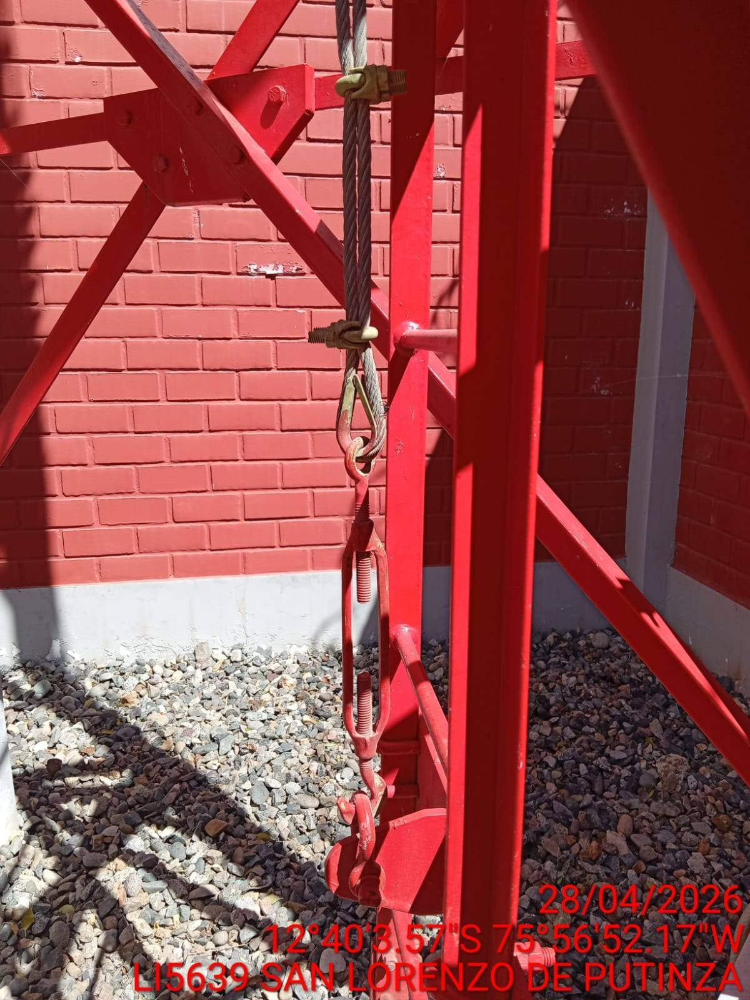 28/04/2026
12°40'3.57"S 75°56'52.17"W
LI5639 SAN LORENZO DE PUTINZA